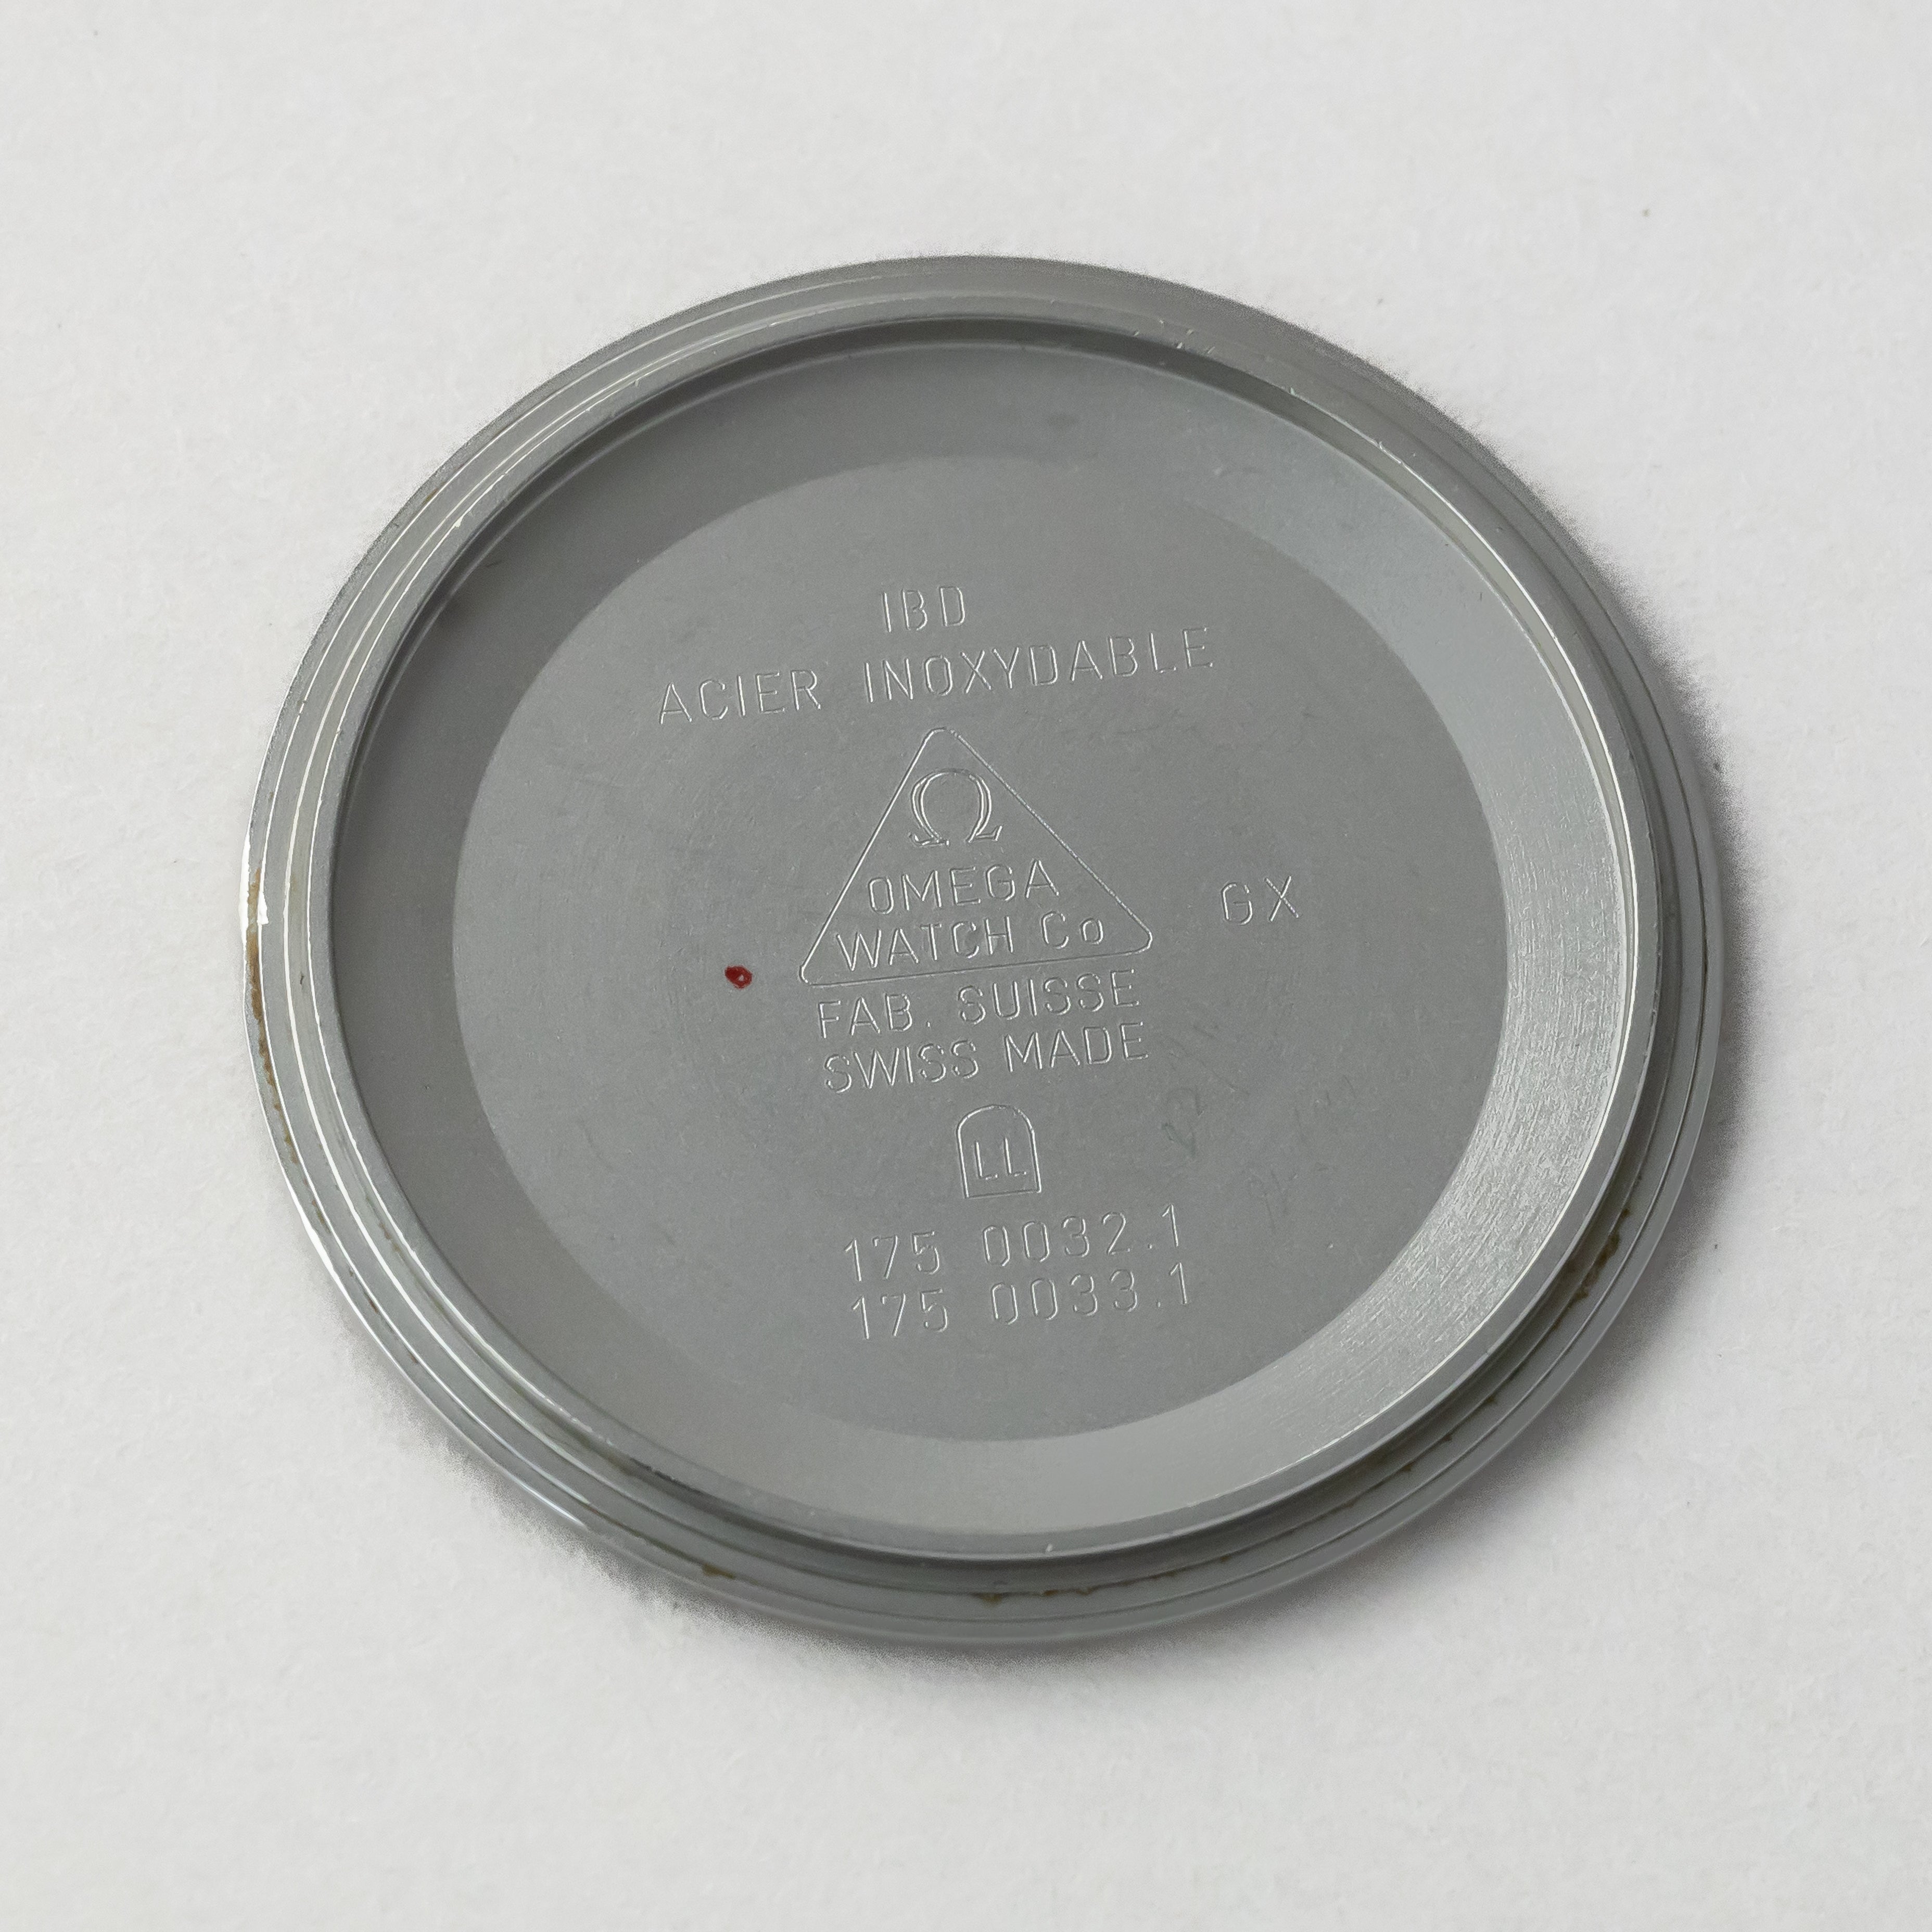 IBD
ACIER INOXYDABLE
Ω
OMEGA
WATCH Co
GX
FAB. SUISSE
SWISS MADE
LL
175 0032.1
175 0033.1